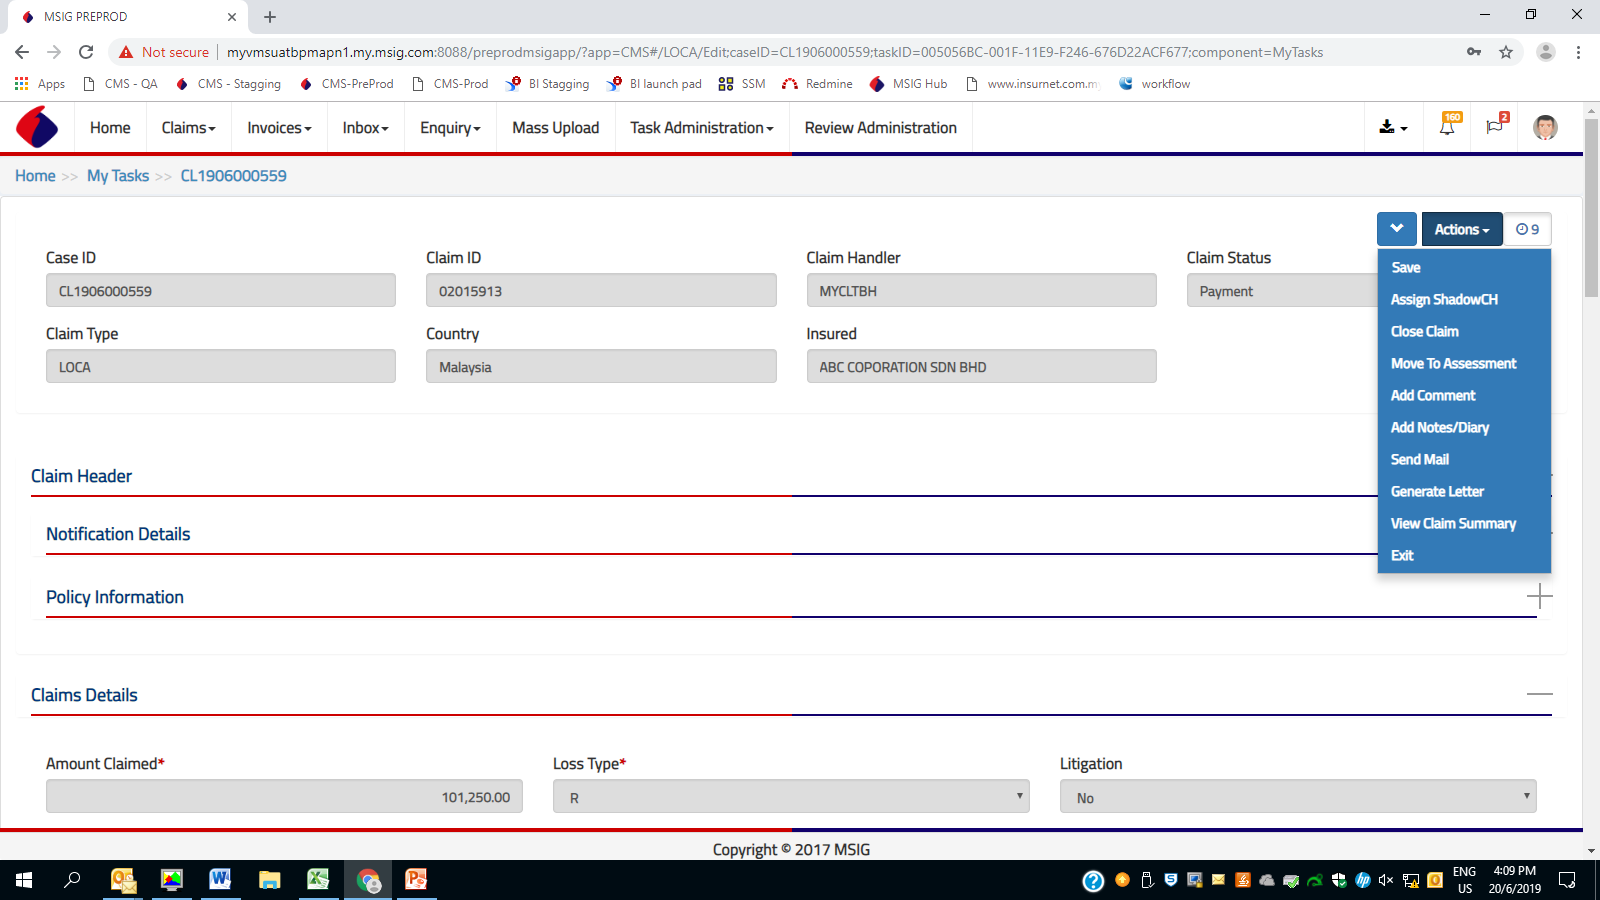 MSIG PREPROD
Not secure | myvmsuatbpmapn1.my.msig.com:8088/preprodmsigapp/?app=CMS#/LOCA/Edit;caseID=CL1906000559;taskID=005056BC-001F-11E9-F246-676D22ACF677;component=MyTasks
Apps CMS - QA CMS - Stagging CMS-PreProd CMS-Prod BI Stagging BI launch pad SSM Redmine MSIG Hub www.insurnet.com.m workflow
Home Claims Invoices Inbox Enquiry Mass Upload Task Administration Review Administration 160 2
Home >> My Tasks >> CL1906000559
Actions 9
Case ID Claim ID Claim Handler Claim Status
CL1906000559 02015913 MYCLTBH Payment
Claim Type Country Insured
LOCA Malaysia ABC COPORATION SDN BHD
Save
Assign ShadowCH
Close Claim
Move To Assessment
Add Comment
Add Notes/Diary
Send Mail
Generate Letter
View Claim Summary
Exit
Claim Header
Notification Details
Policy Information
Claims Details
Amount Claimed* Loss Type* Litigation
101,250.00 R No
Copyright © 2017 MSIG
ENG
US
4:09 PM
20/6/2019